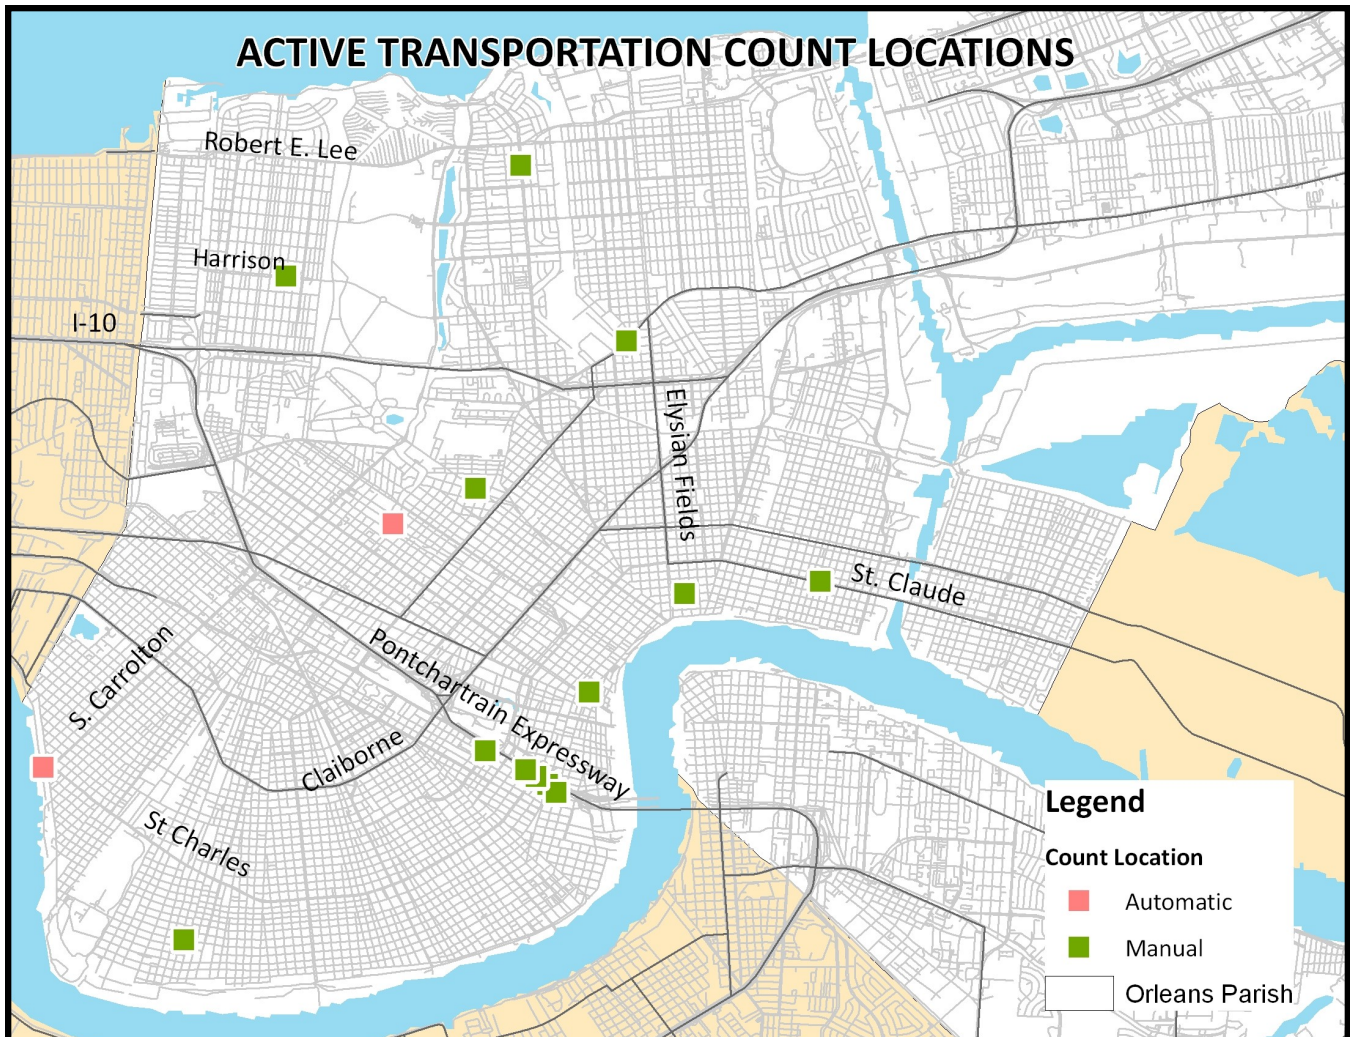 ACTIVE TRANSPORTATION COUNT LOCATIONS
Robert E. Lee
Harrison
I-10
Elysian Fields
St. Claude
Pontchartrain Expressway
S. Carrolton
Claiborne
St Charles
Legend
Count Location
Automatic
Manual
Orleans Parish